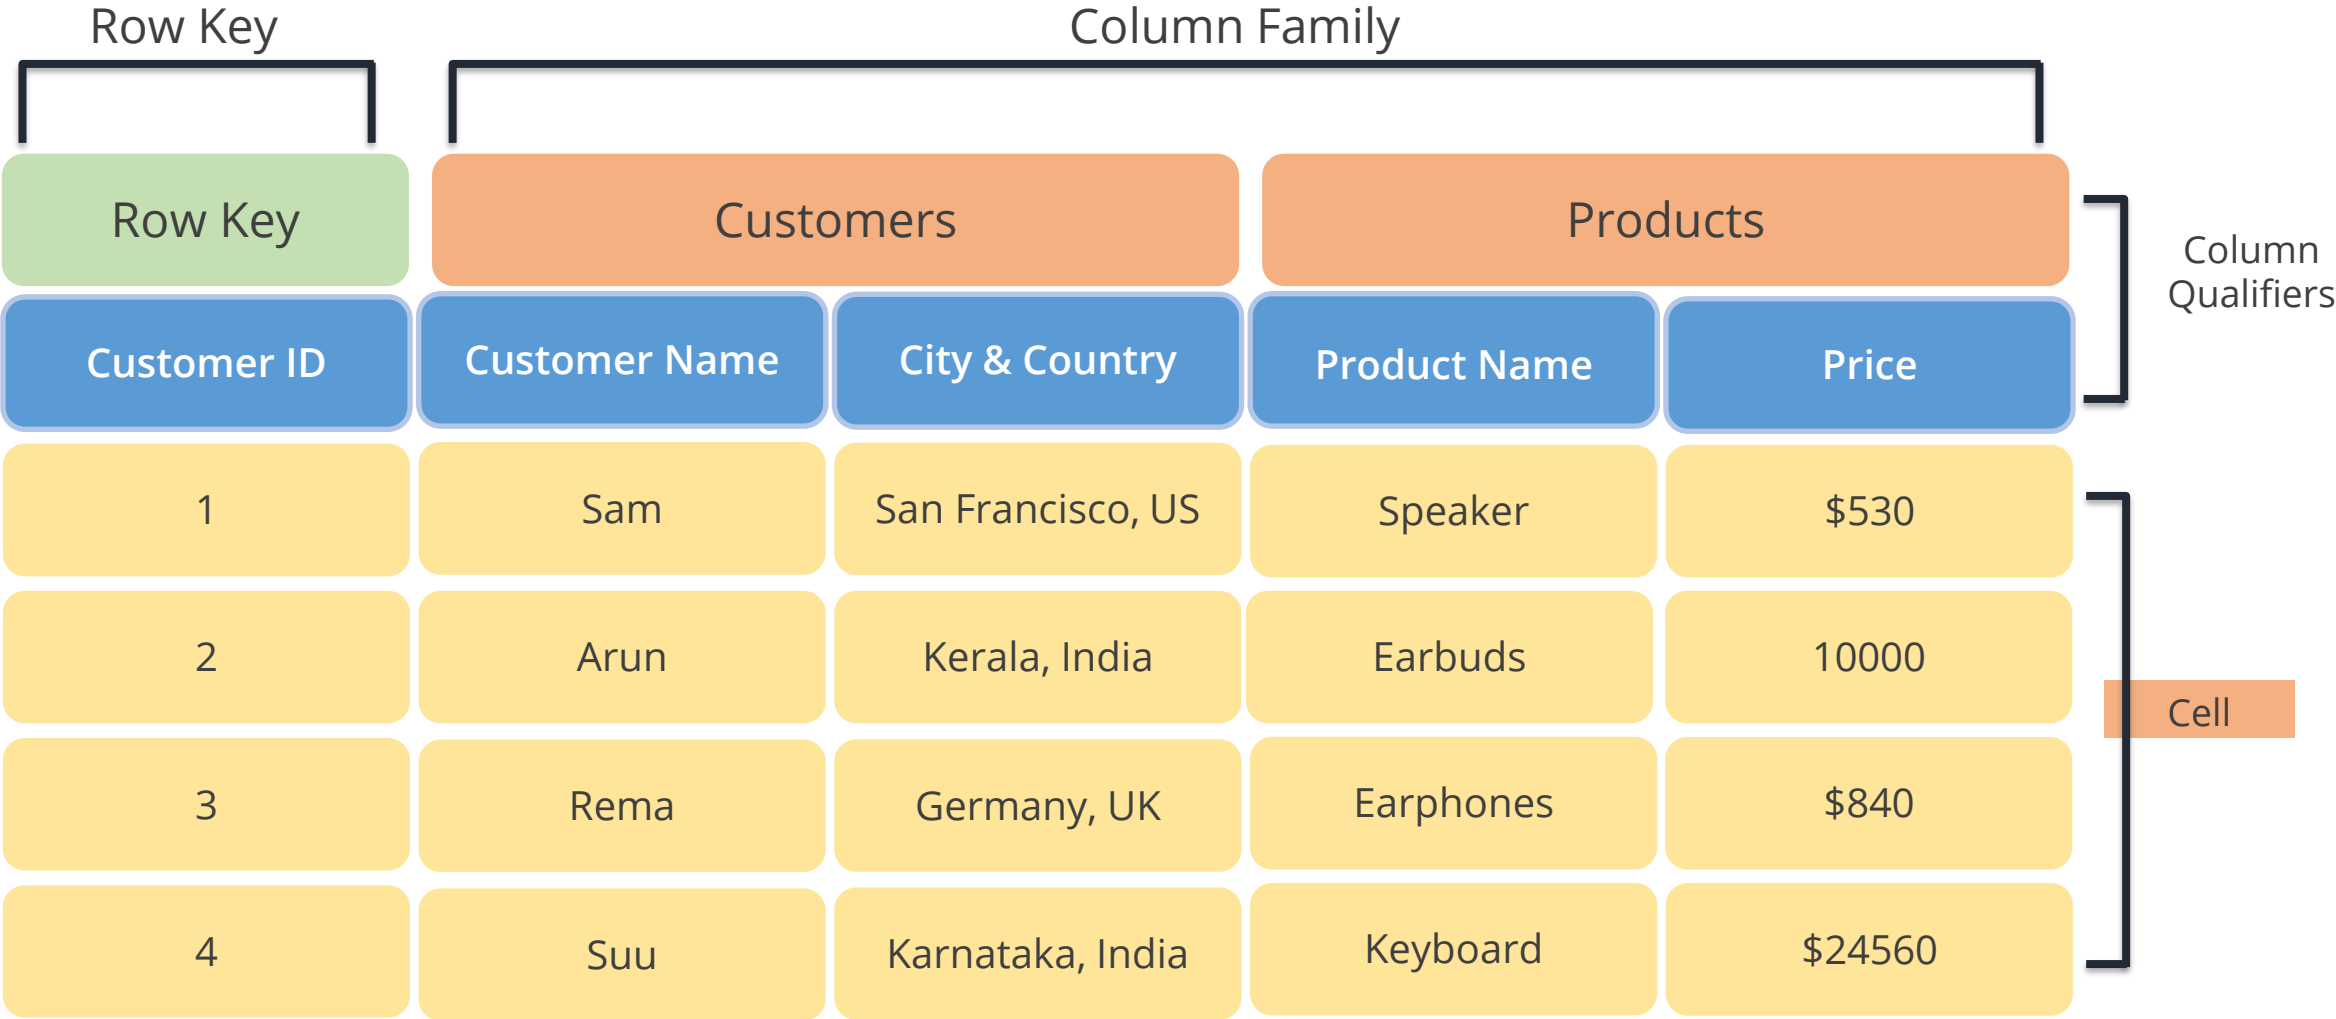 Row Key
Column Family
Row Key
Customers
Products
Column
Qualifiers
Customer ID
Customer Name
City & Country
Product Name
Price
1
Sam
San Francisco, US
Speaker
$530
2
Arun
Kerala, India
Earbuds
10000
Cell
3
Rema
Germany, UK
Earphones
$840
4
Suu
Karnataka, India
Keyboard
$24560